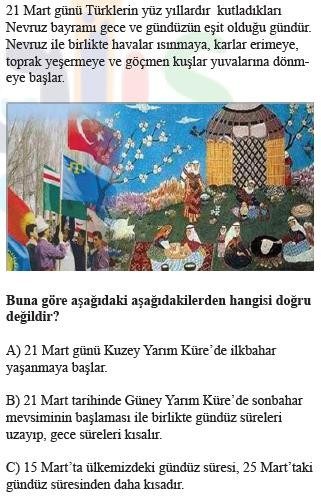 21 Mart günü Türklerin yüz yıllardır kutladıkları
Nevruz bayramı gece ve gündüzün eşit olduğu gündür.
Nevruz ile birlikte havalar ısınmaya, karlar erimeye,
toprak yeşermeye ve göçmen kuşlar yuvalarına dönm-
eye başlar.
Buna göre aşağıdaki aşağıdakilerden hangisi doğru
değildir?
A) 21 Mart günü Kuzey Yarım Küre’de ilkbahar
yaşanmaya başlar.
B) 21 Mart tarihinde Güney Yarım Küre’de sonbahar
mevsiminin başlaması ile birlikte gündüz süreleri
uzayıp, gece süreleri kısalır.
C) 15 Mart’ta ülkemizdeki gündüz süresi, 25 Mart’taki
gündüz süresinden daha kısadır.